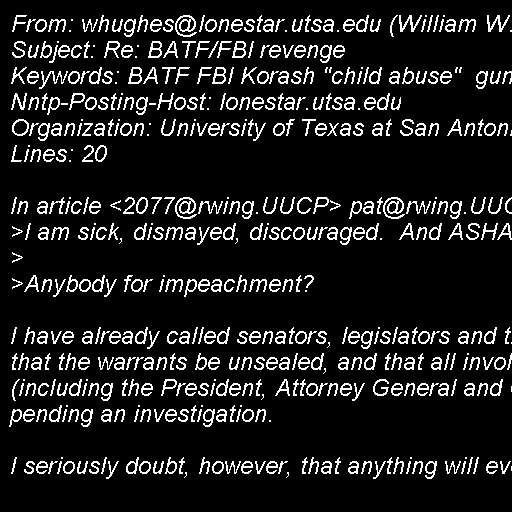 From: whughes@lonestar.utsa.edu (William W.
Subject: Re: BATF/FBI revenge
Keywords: BATF FBI Korash "child abuse"  gun
Nntp-Posting-Host: lonestar.utsa.edu
Organization: University of Texas at San Anton
Lines: 20

In article <2077@rwing.UUCP> pat@rwing.UUC
>I am sick, dismayed, discouraged.  And ASHA
>
>Anybody for impeachment?

I have already called senators, legislators and t
that the warrants be unsealed, and that all invol
(including the President, Attorney General and
pending an investigation.

I seriously doubt, however, that anything will ev